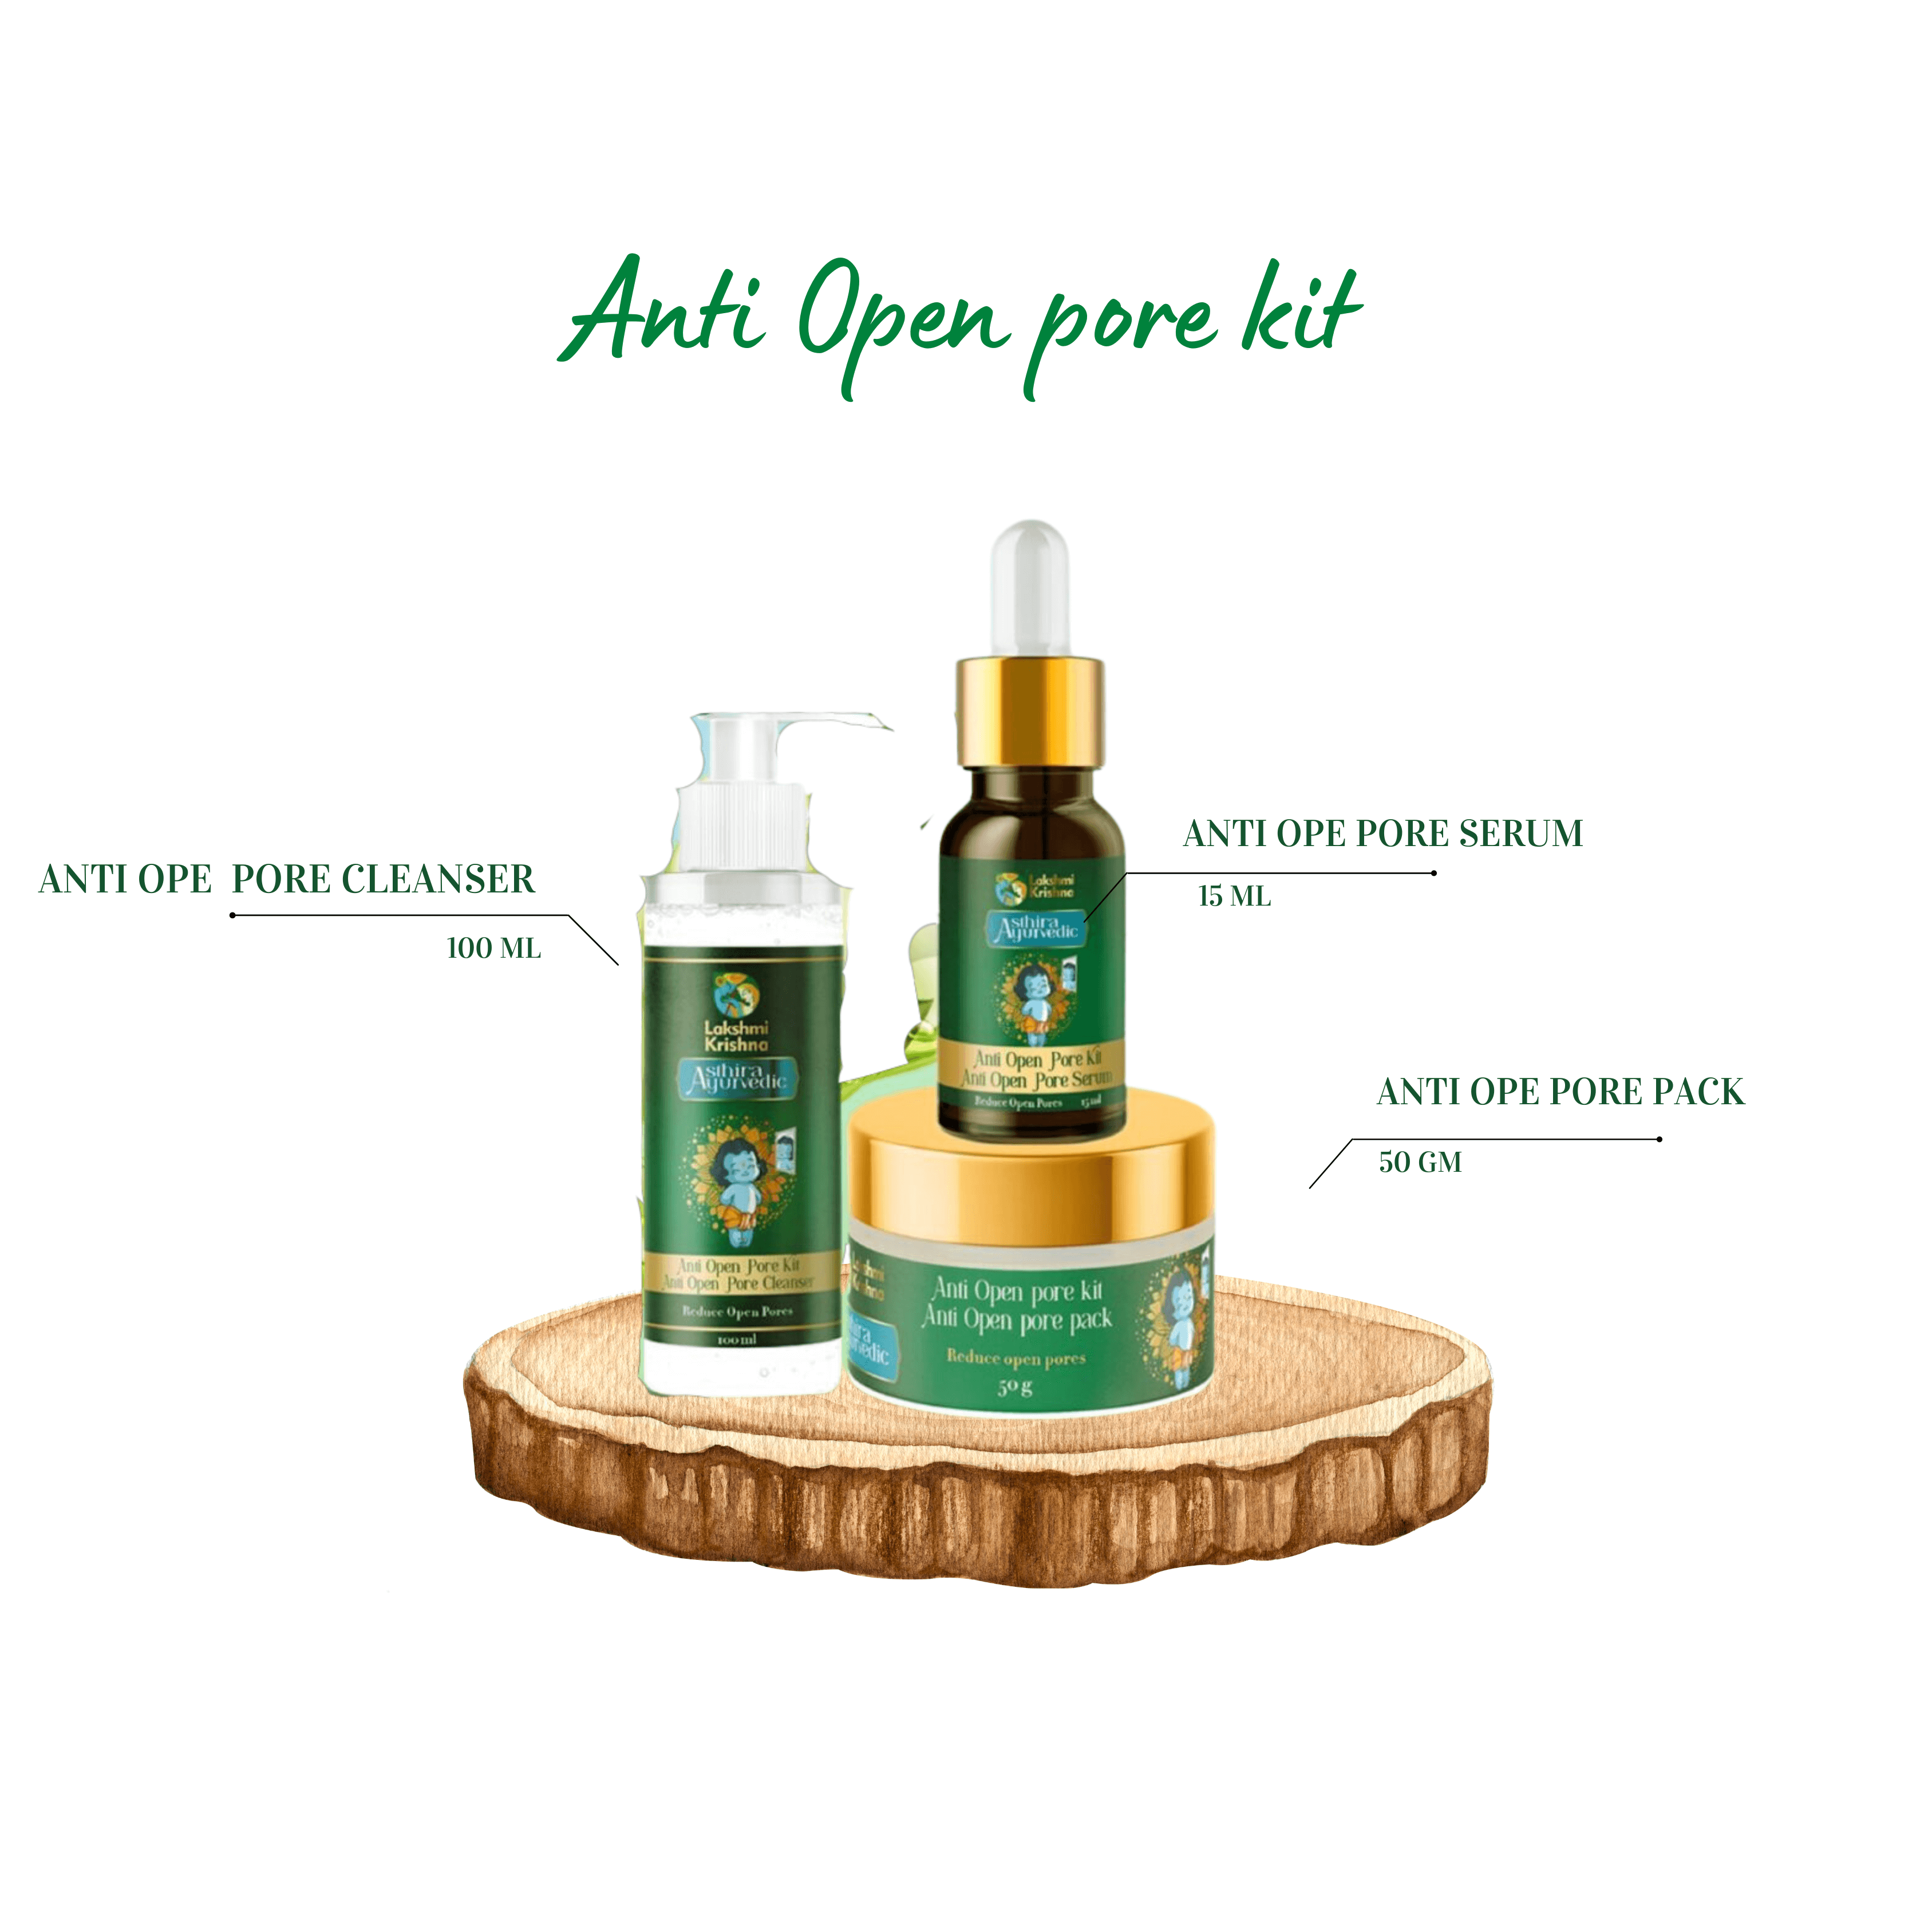 Anti Open pore kit
ANTI OPE PORE CLEANSER
100 ML
ANTI OPE PORE SERUM
15 ML
ANTI OPE PORE PACK
50 GM
Lakshmi
Krishna
Asthira
Ayurvedic
Anti Open Pore Kit
Anti Open Pore Serum
Reduce Open Pores 15 ml
Lakshmi
Krishna
Asthira
Ayurvedic
Anti Open Pore Kit
Anti Open Pore Cleanser
Reduce Open Pores
100 ml
Anti Open pore kit
Anti Open pore pack
Reduce open pores
50 g